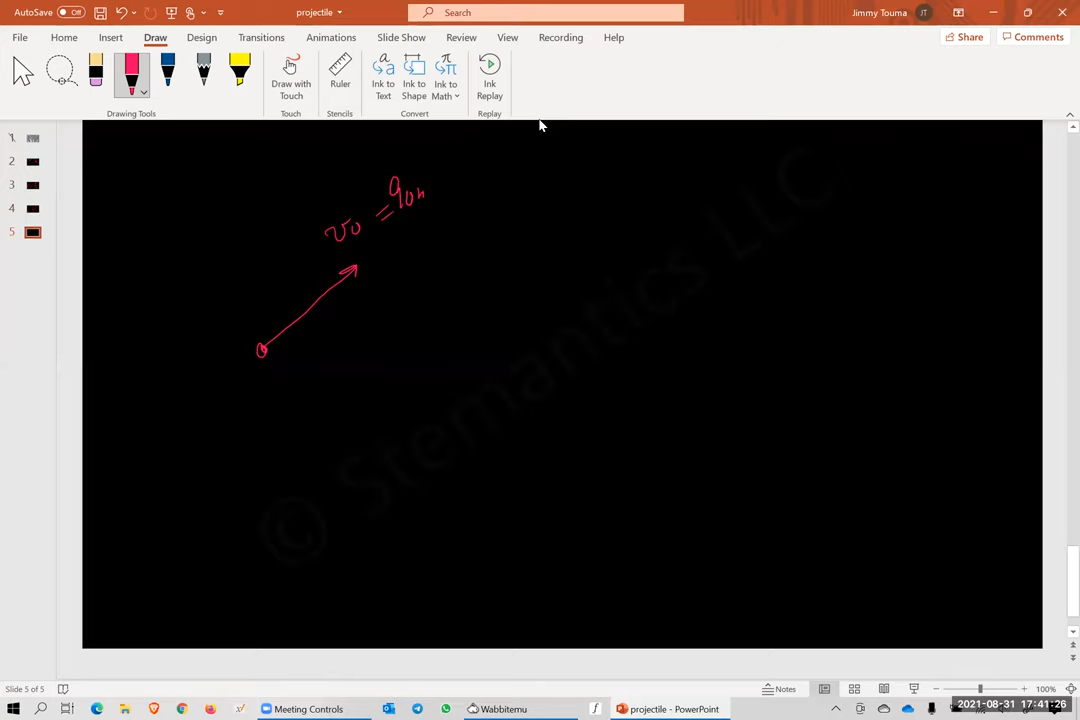 AutoSave Off projectile Search Jimmy Touma JT
File Home Insert Draw Design Transitions Animations Slide Show Review View Recording Help Share Comments
Draw with Touch Ruler Ink to Text Ink to Shape Ink to Math Ink Replay
Drawing Tools Touch Stencils Convert Replay
1
2
3
4
5
v0 =
© Stemantics LLC
Slide 5 of 5 Notes 100%
Meeting Controls Wabbitemu projectile - PowerPoint 2021-08-31 17:41:26